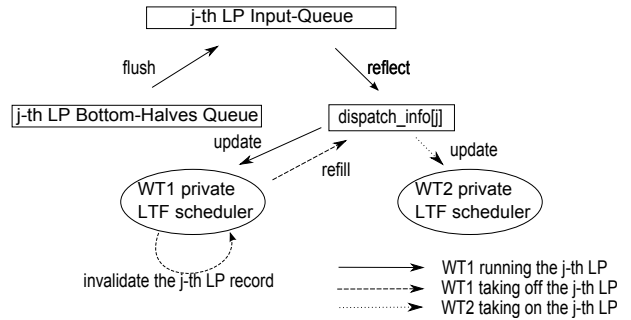 j-th LP Input-Queue
flush
reflect
j-th LP Bottom-Halves Queue
dispatch_info[j]
update
refill
update
WT1 private
LTF scheduler
WT2 private
LTF scheduler
invalidate the j-th LP record
WT1 running the j-th LP
WT1 taking off the j-th LP
WT2 taking on the j-th LP